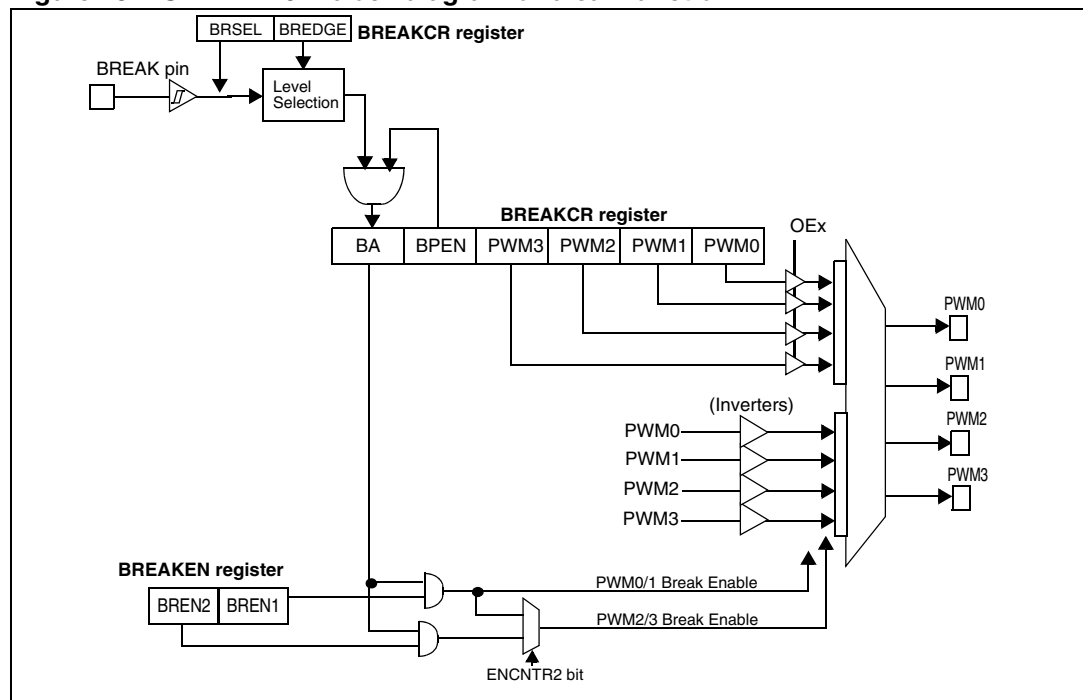 BRSEL BREDGE BREAKCR register
BREAK pin
Level
Selection
BREAKCR register
OEx
BA BPEN PWM3 PWM2 PWM1 PWM0
PWM0
PWM1
PWM2
PWM3
(Inverters)
PWM0
PWM1
PWM2
PWM3
BREAKEN register
BREN2 BREN1
PWM0/1 Break Enable
PWM2/3 Break Enable
ENCNTR2 bit